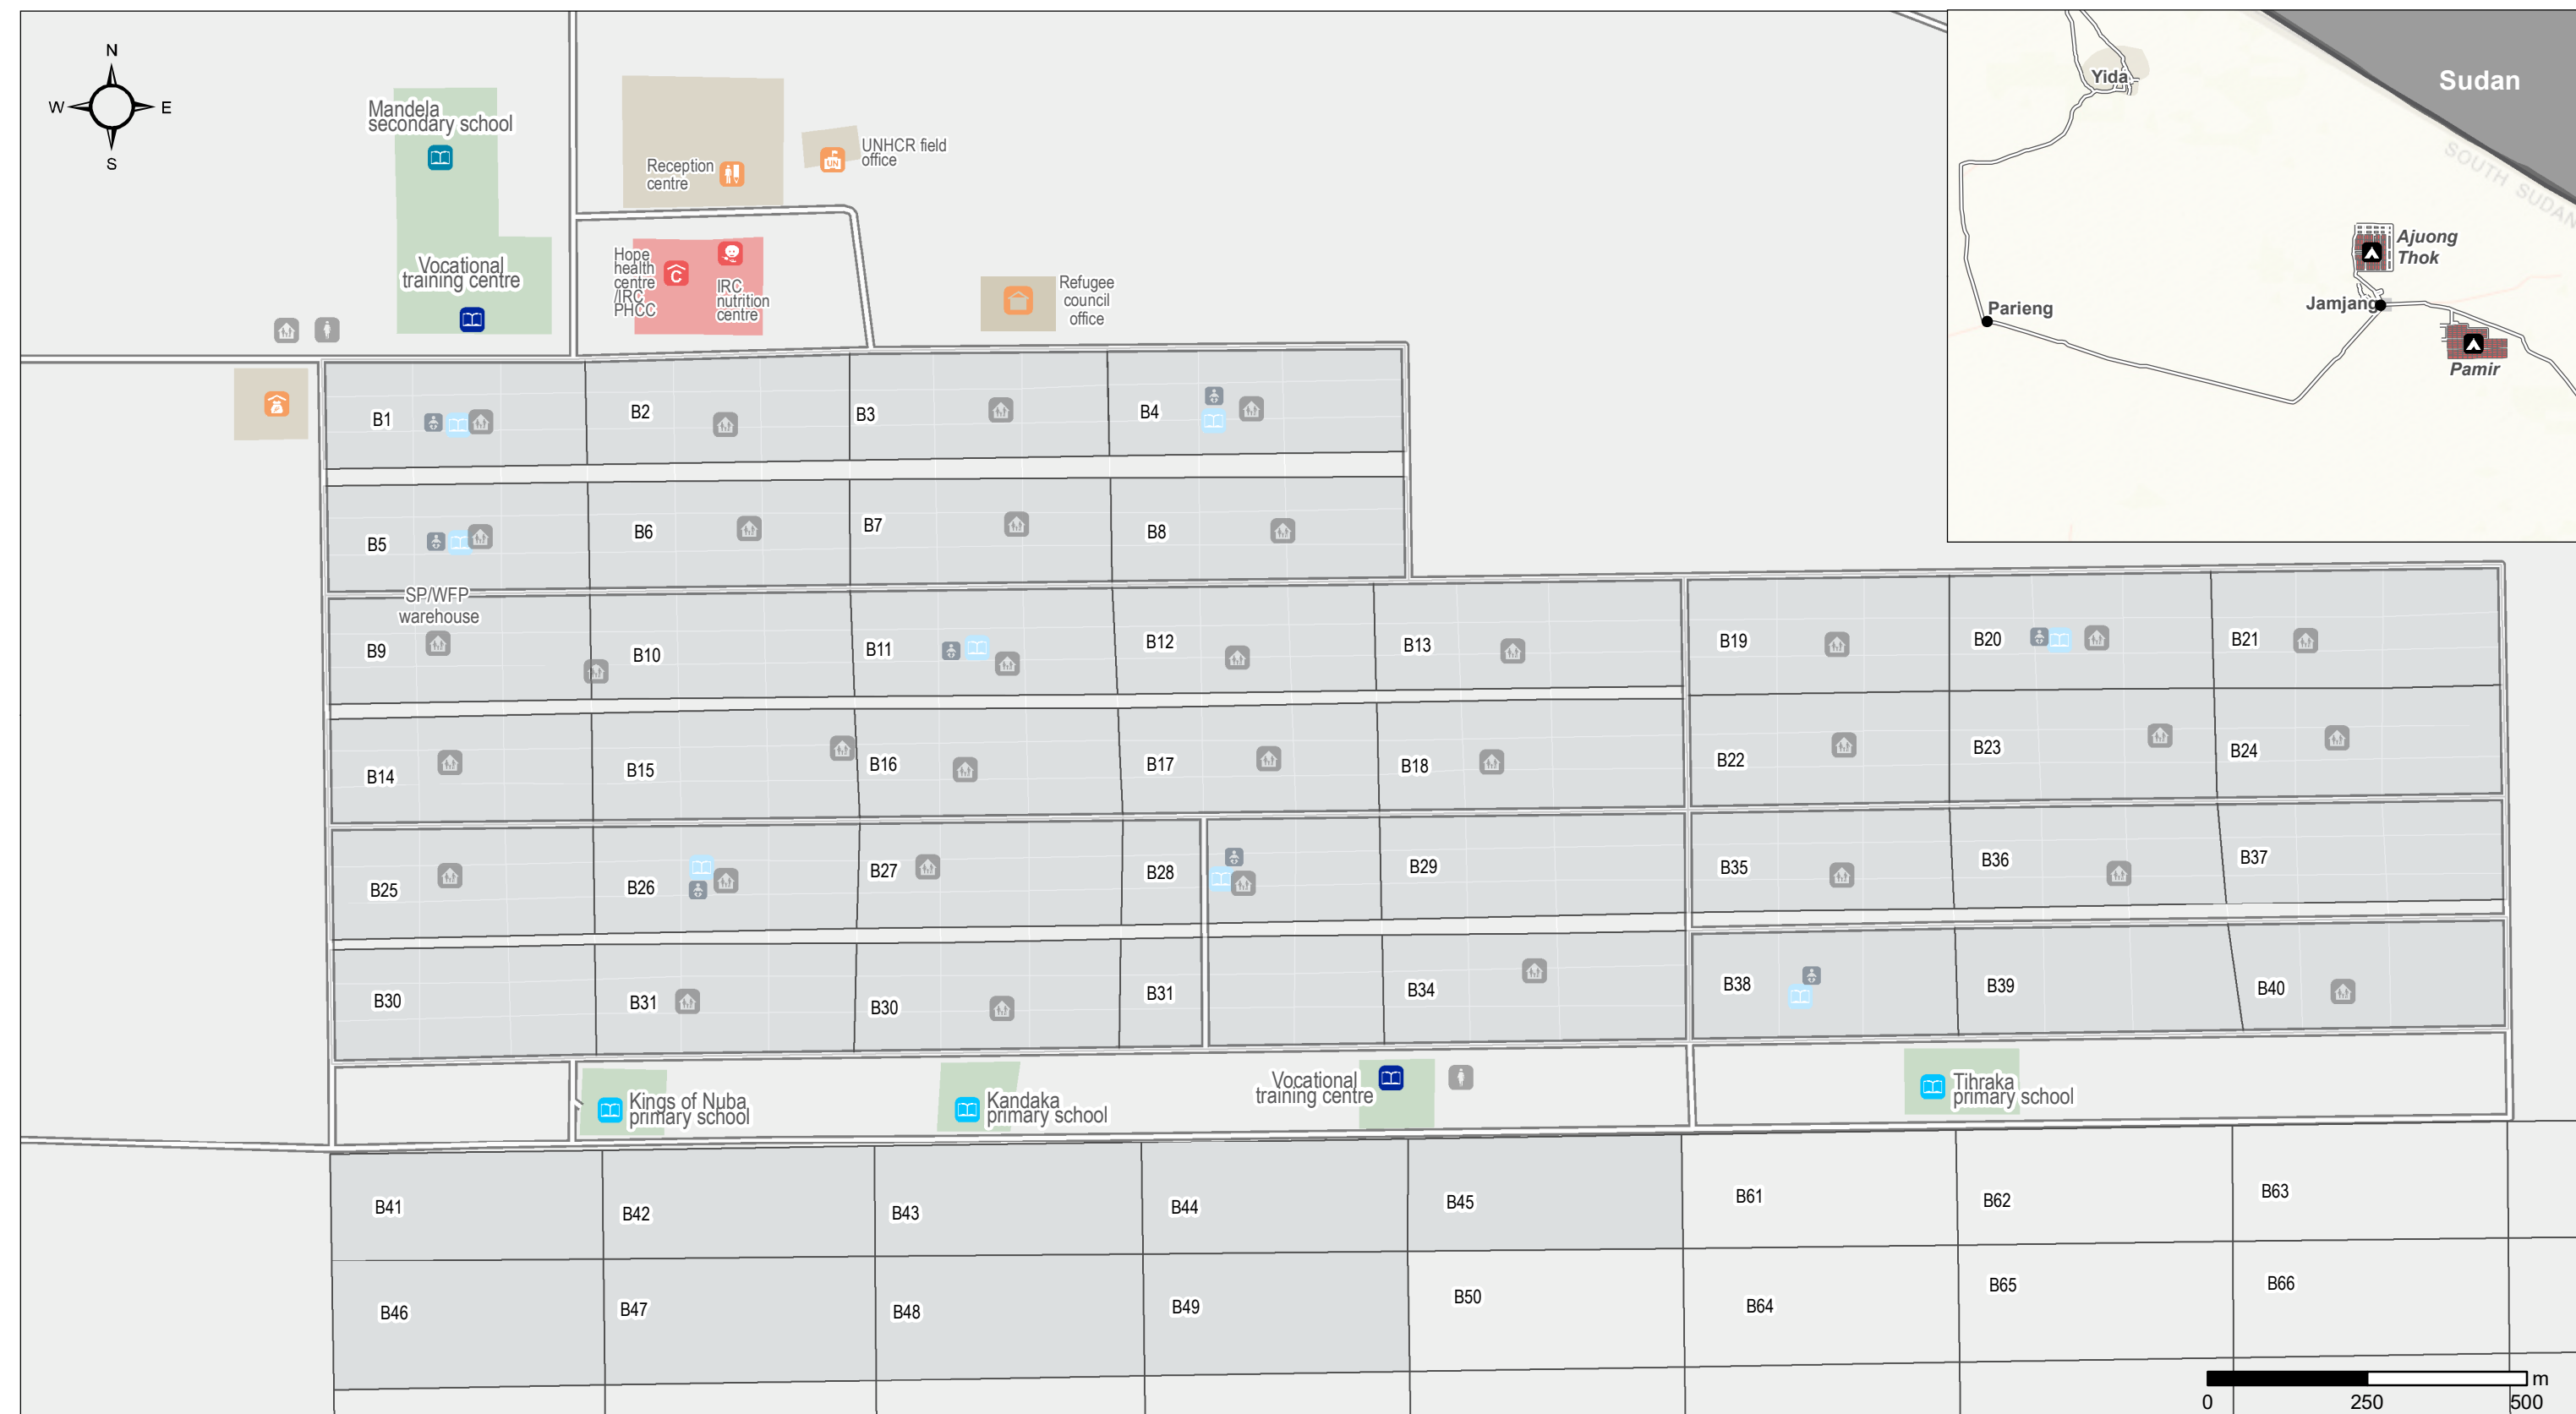 N
W E
S
Mandela
secondary school
Vocational
training centre
Reception
centre
UN
UNHCR field
office
Hope
health
centre
/IRC
PHCC
C
IRC
nutrition
centre
Refugee
council
office
Yida
Sudan
SOUTH SUDAN
Ajuong
Thok
Parieng
Jamjang
Pamir
B1
B2
B3
B4
B5
B6
B7
B8
SP/WFP
warehouse
B9
B10
B11
B12
B13
B19
B20
B21
B14
B15
B16
B17
B18
B22
B23
B24
B25
B26
B27
B28
B29
B35
B36
B37
B30
B31
B30
B31
B34
B38
B39
B40
Kings of Nuba
primary school
Kandaka
primary school
Vocational
training centre
Tihraka
primary school
B41
B42
B43
B44
B45
B61
B62
B63
B46
B47
B48
B49
B50
B64
B65
B66
m
0 250 500